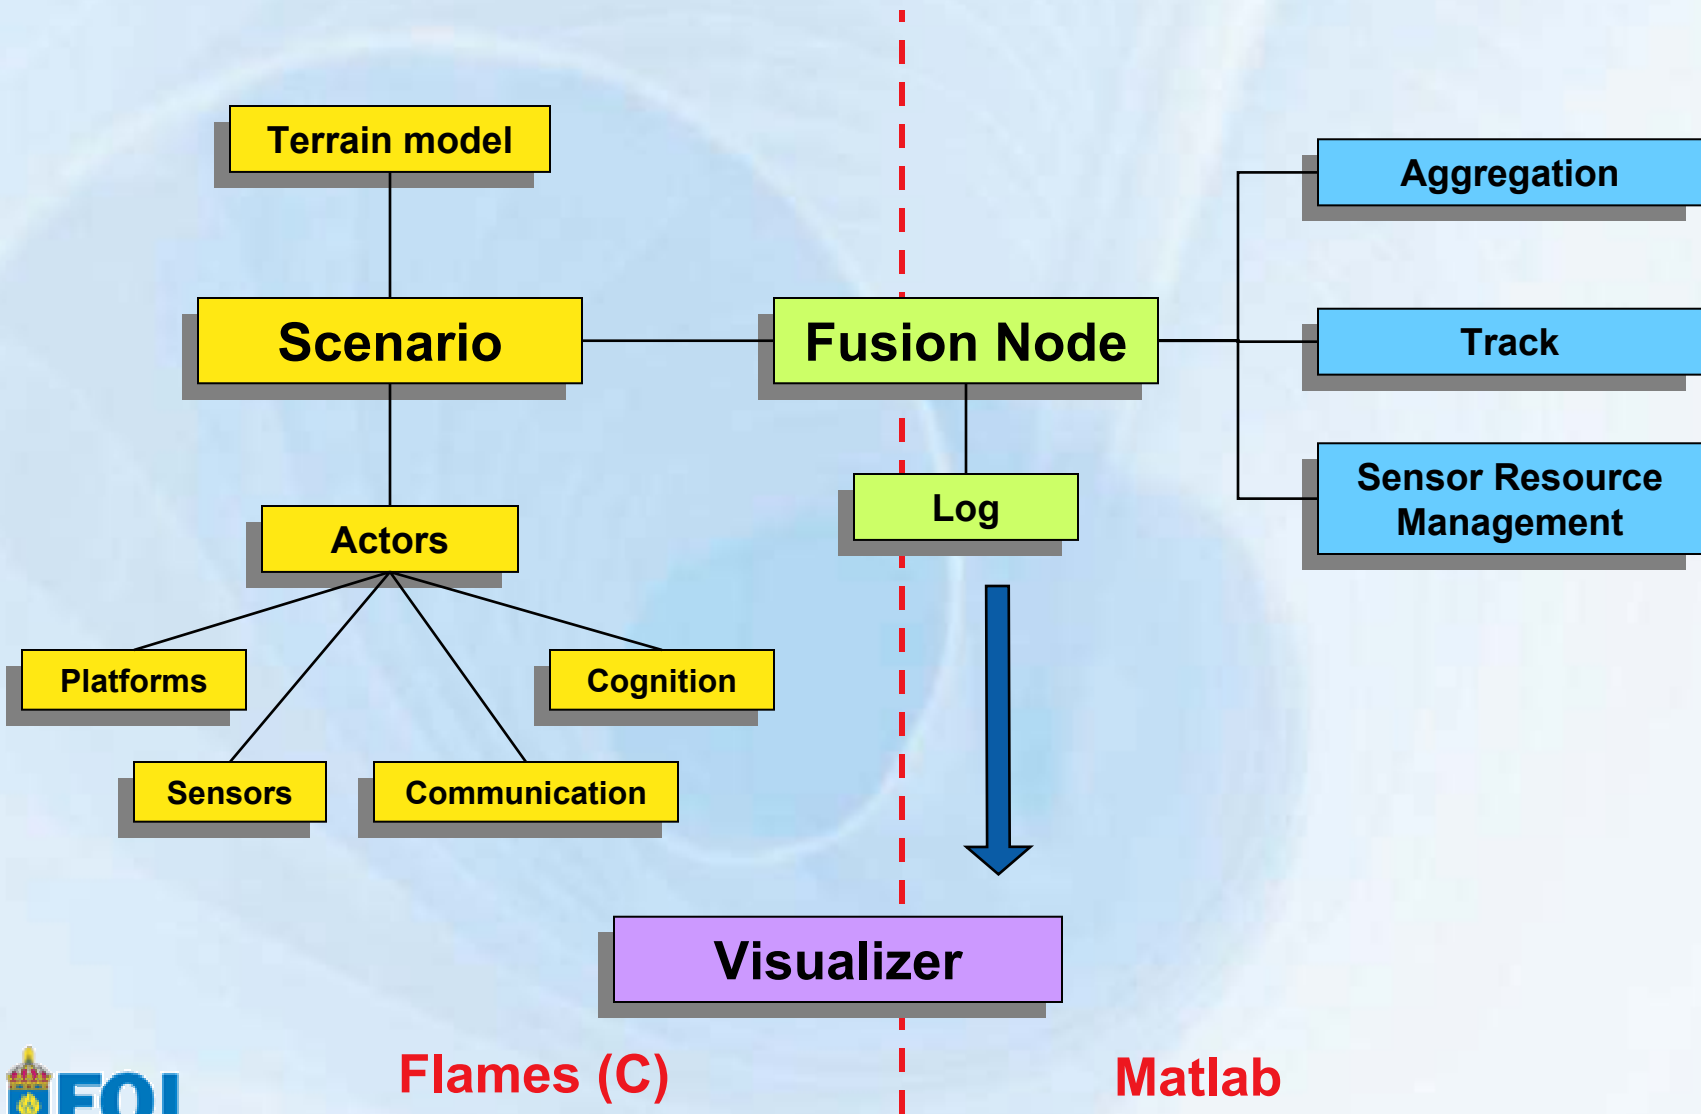 Terrain model
Aggregation
Scenario
Fusion Node
Track
Log
Sensor Resource
Management
Actors
Platforms
Cognition
Sensors
Communication
Visualizer
Flames (C)
Matlab
FOI